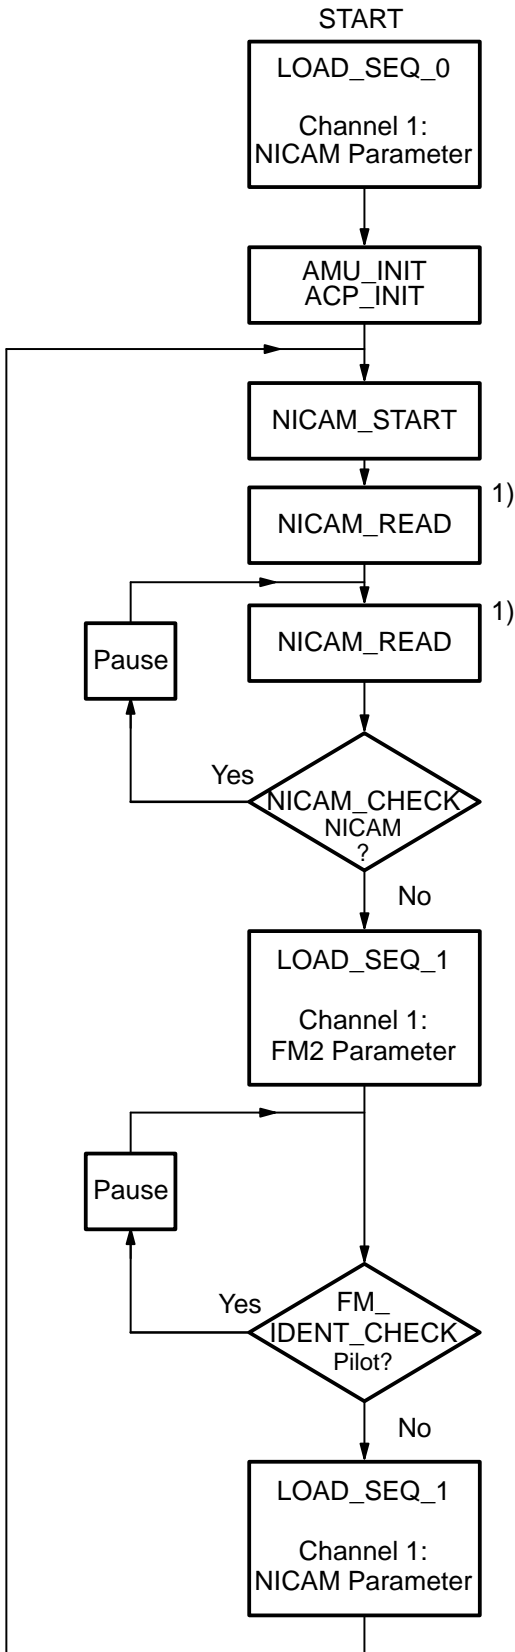 START
LOAD_SEQ_0
Channel 1:
NICAM Parameter
AMU_INIT
ACP_INIT
NICAM_START
1)
NICAM_READ
1)
NICAM_READ
Pause
Yes
NICAM_CHECK
NICAM
?
No
LOAD_SEQ_1
Channel 1:
FM2 Parameter
Pause
Yes
FM_
IDENT_CHECK
Pilot?
No
LOAD_SEQ_1
Channel 1:
NICAM Parameter